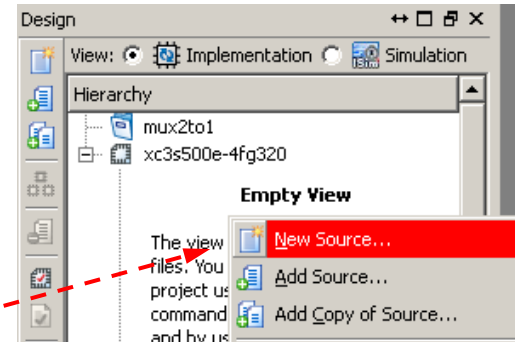 Design
View: Implementation Simulation
Hierarchy
mux2to1
xc3s500e-4fg320
Empty View
The view
files. You
project us
command
and by us
New Source...
Add Source...
Add Copy of Source...